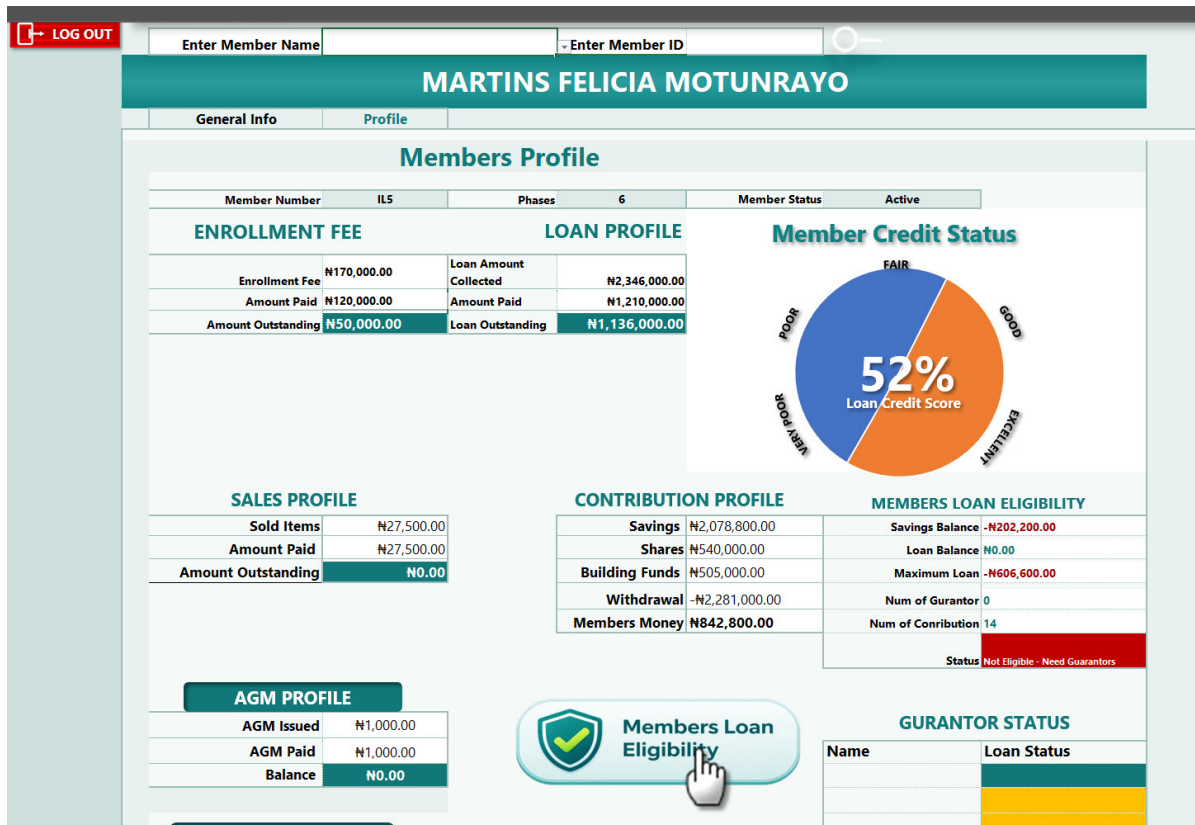 LOG OUT
Enter Member Name Enter Member ID
MARTINS FELICIA MOTUNRAYO
General Info Profile
Members Profile
Member Number IL5 Phases 6 Member Status Active
ENROLLMENT FEE
Enrollment Fee ₦170,000.00
Amount Paid ₦120,000.00
Amount Outstanding ₦50,000.00
LOAN PROFILE
Loan Amount
Collected ₦2,346,000.00
Amount Paid ₦1,210,000.00
Loan Outstanding ₦1,136,000.00
Member Credit Status
VERY POOR
POOR
FAIR
GOOD
EXCELLENT
52%
Loan Credit Score
SALES PROFILE
Sold Items ₦27,500.00
Amount Paid ₦27,500.00
Amount Outstanding ₦0.00
CONTRIBUTION PROFILE
Savings ₦2,078,800.00
Shares ₦540,000.00
Building Funds ₦505,000.00
Withdrawal -₦2,281,000.00
Members Money ₦842,800.00
MEMBERS LOAN ELIGIBILITY
Savings Balance -₦202,200.00
Loan Balance ₦0.00
Maximum Loan -₦606,600.00
Num of Gurantor 0
Num of Conribution 14
Status Not Eligible - Need Guarantors
AGM PROFILE
AGM Issued ₦1,000.00
AGM Paid ₦1,000.00
Balance ₦0.00
Members Loan
Eligibility
GURANTOR STATUS
Name Loan Status